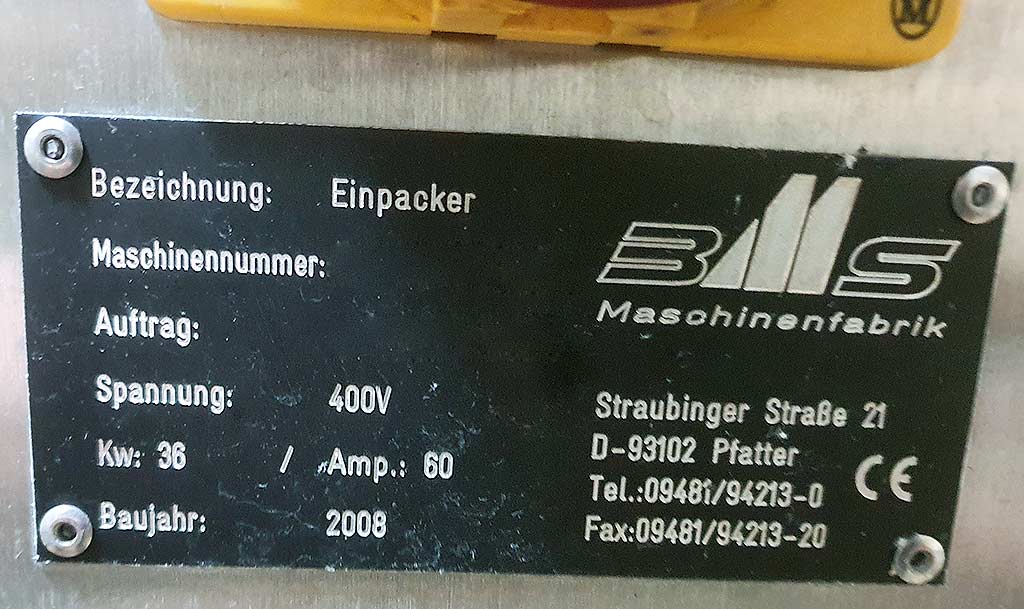 M
Bezeichnung: Einpacker
Maschinennummer:
Auftrag:
Spannung: 400V
Kw: 36 / Amp.: 60
Baujahr: 2008
BMS
Maschinenfabrik
Straubinger Straße 21
D-93102 Pfatter
Tel.:09481/94213-0
Fax:09481/94213-20
CE